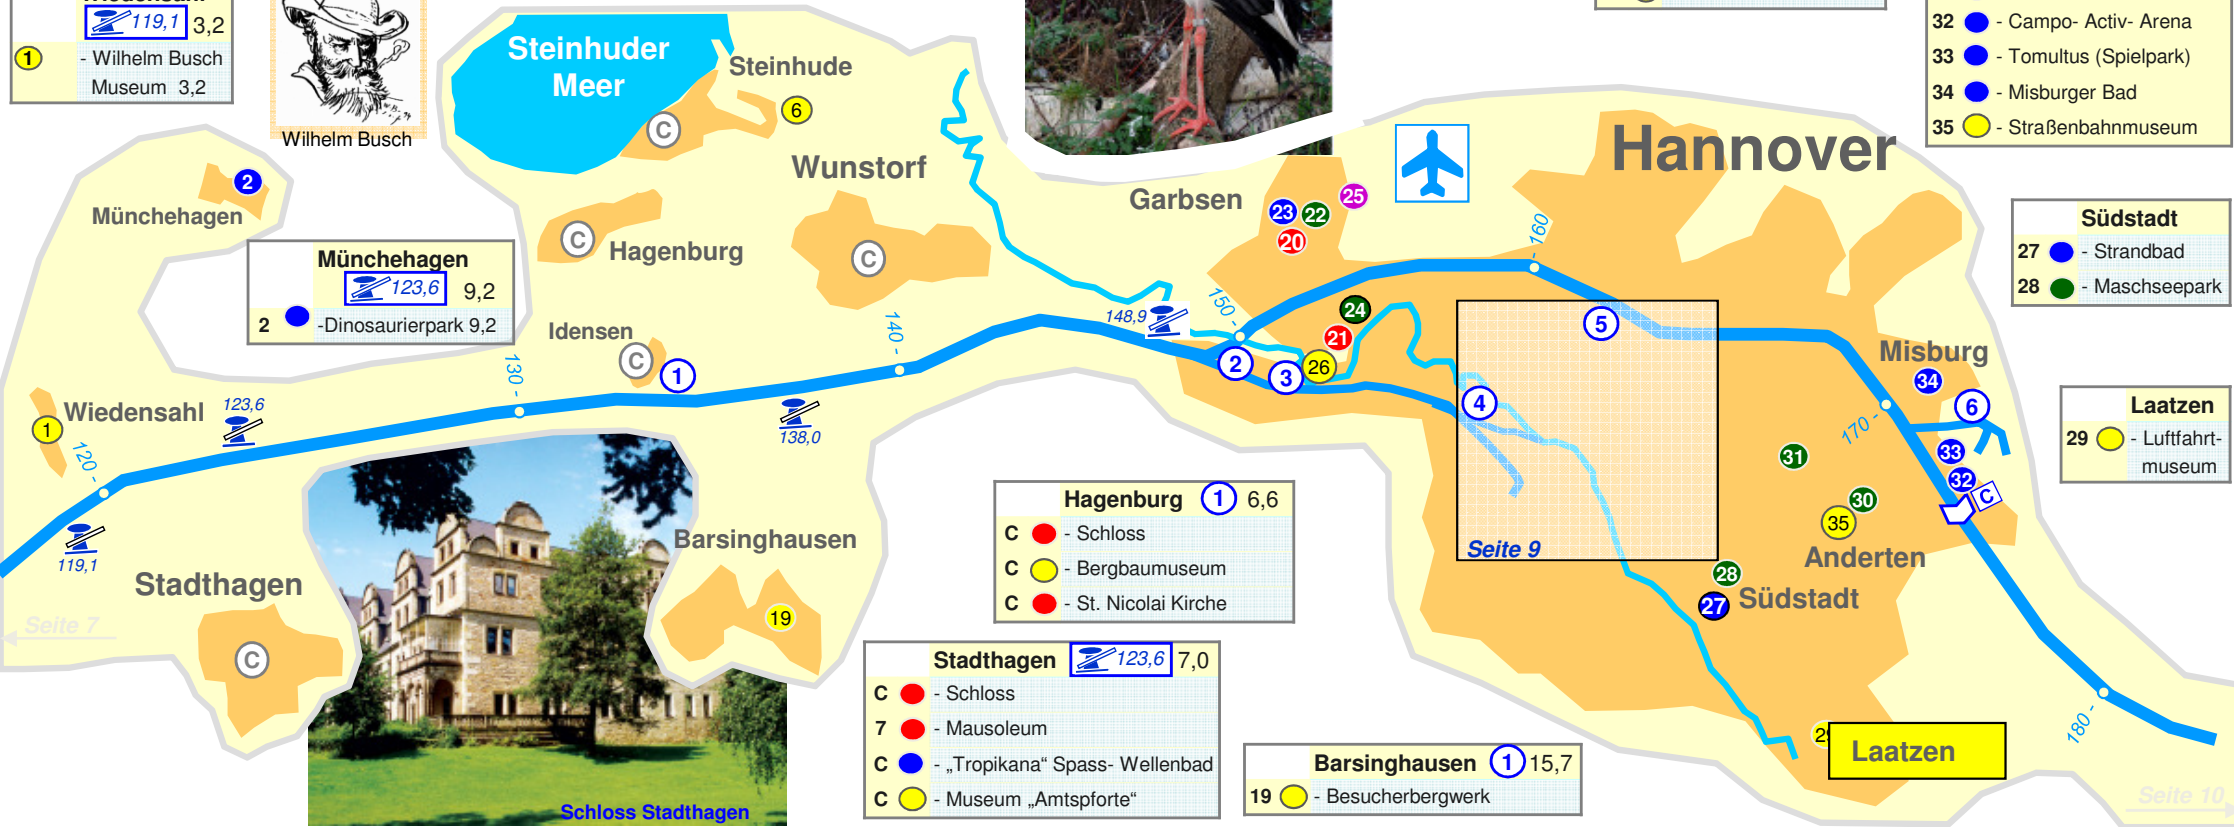 119,1 3,2
1 - Wilhelm Busch
Museum 3,2
Wilhelm Busch
Steinhuder
Meer
Steinhude
6
C
Wunstorf
C
Hagenburg
C
Münchehagen
2
Münchehagen
123,6 9,2
2 -Dinosaurierpark 9,2
Idensen
C
1
130 -
140 -
138,0
148,9
150 -
Wiedensahl
1
123,6
120 -
119,1
Stadthagen
C
Seite 7
Schloss Stadthagen
Barsinghausen
19
Garbsen
23 22 25
20
24
21
26
2
3
4
5
160 -
Hannover
Seite 9
Misburg
34
6
170 -
33
32
C
31
30
35
Anderten
28
27
Südstadt
29
Laatzen
180 -
Seite 10
32 - Campo- Activ- Arena
33 - Tomultus (Spielpark)
34 - Misburger Bad
35 - Straßenbahnmuseum
Südstadt
27 - Strandbad
28 - Maschseepark
Laatzen
29 - Luftfahrt-
museum
Hagenburg 1 6,6
C - Schloss
C - Bergbaumuseum
C - St. Nicolai Kirche
Stadthagen 123,6 7,0
C - Schloss
7 - Mausoleum
C - „Tropikana“ Spass- Wellenbad
C - Museum „Amtspforte“
Barsinghausen 1 15,7
19 - Besucherbergwerk